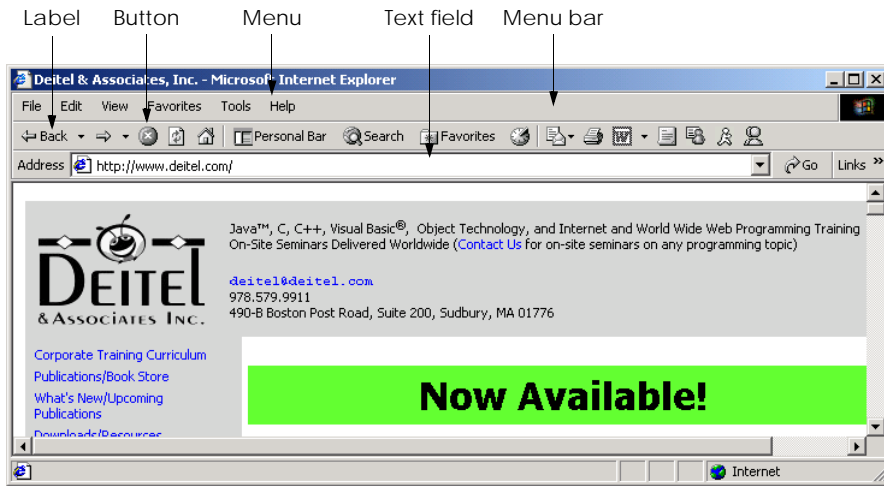 Label Button Menu Text field Menu bar
Deitel & Associates, Inc. - Microsoft Internet Explorer
File Edit View Favorites Tools Help
Back Personal Bar Search Favorites
Address http://www.deitel.com/ Go Links »
Java™, C, C++, Visual Basic®, Object Technology, and Internet and World Wide Web Programming Training
On-Site Seminars Delivered Worldwide (Contact Us for on-site seminars on any programming topic)
DEITEL
& ASSOCIATES INC.
deitel@deitel.com
978.579.9911
490-B Boston Post Road, Suite 200, Sudbury, MA 01776
Corporate Training Curriculum
Publications/Book Store
What's New/Upcoming
Publications
Downloads/Resources
Now Available!
Internet